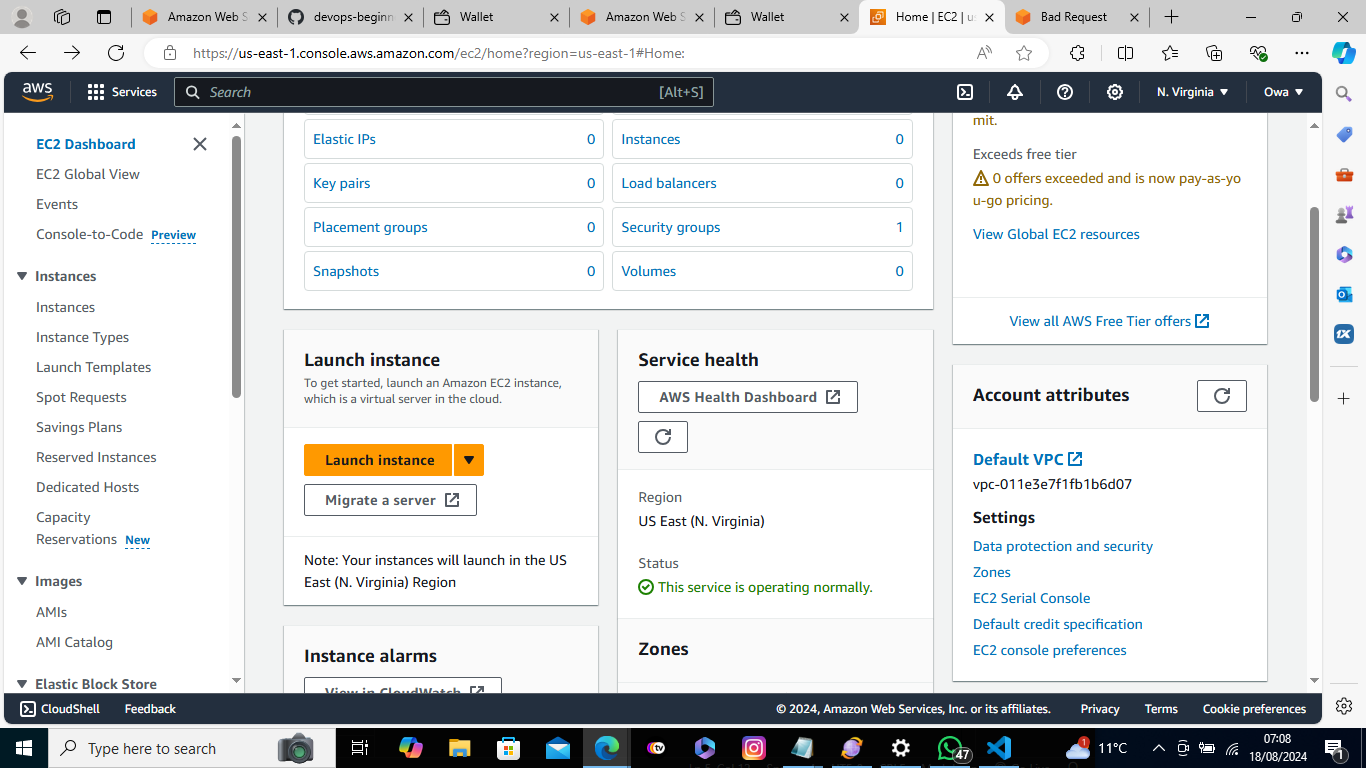 Amazon Web S
devops-beginn
Wallet
Amazon Web S
Wallet
Home | EC2 | us
Bad Request
https://us-east-1.console.aws.amazon.com/ec2/home?region=us-east-1#Home:
aws
Services
Search
[Alt+S]
N. Virginia
Owa
EC2 Dashboard
EC2 Global View
Events
Console-to-Code Preview
Instances
Instances
Instance Types
Launch Templates
Spot Requests
Savings Plans
Reserved Instances
Dedicated Hosts
Capacity
Reservations New
Images
AMIs
AMI Catalog
Elastic Block Store
Elastic IPs 0
Instances 0
Key pairs 0
Load balancers 0
Placement groups 0
Security groups 1
Snapshots 0
Volumes 0
Launch instance
To get started, launch an Amazon EC2 instance,
which is a virtual server in the cloud.
Launch instance
Migrate a server
Note: Your instances will launch in the US
East (N. Virginia) Region
Instance alarms
View in CloudWatch
Service health
AWS Health Dashboard
Region
US East (N. Virginia)
Status
This service is operating normally.
Zones
mit.
Exceeds free tier
0 offers exceeded and is now pay-as-yo
u-go pricing.
View Global EC2 resources
View all AWS Free Tier offers
Account attributes
Default VPC
vpc-011e3e7f1fb1b6d07
Settings
Data protection and security
Zones
EC2 Serial Console
Default credit specification
EC2 console preferences
CloudShell
Feedback
© 2024, Amazon Web Services, Inc. or its affiliates.
Privacy
Terms
Cookie preferences
Type here to search
47
1
11°C
07:08
18/08/2024
1